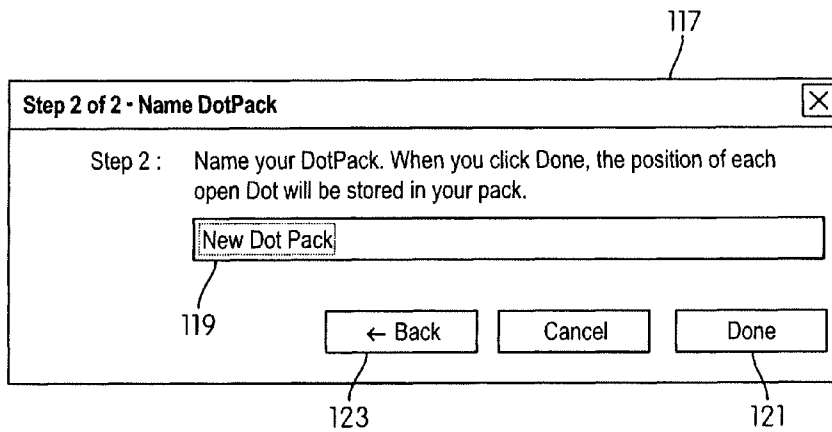 117
Step 2 of 2 - Name DotPack
Step 2 : Name your DotPack. When you click Done, the position of each
open Dot will be stored in your pack.
New Dot Pack
119
← Back Cancel Done
123 121